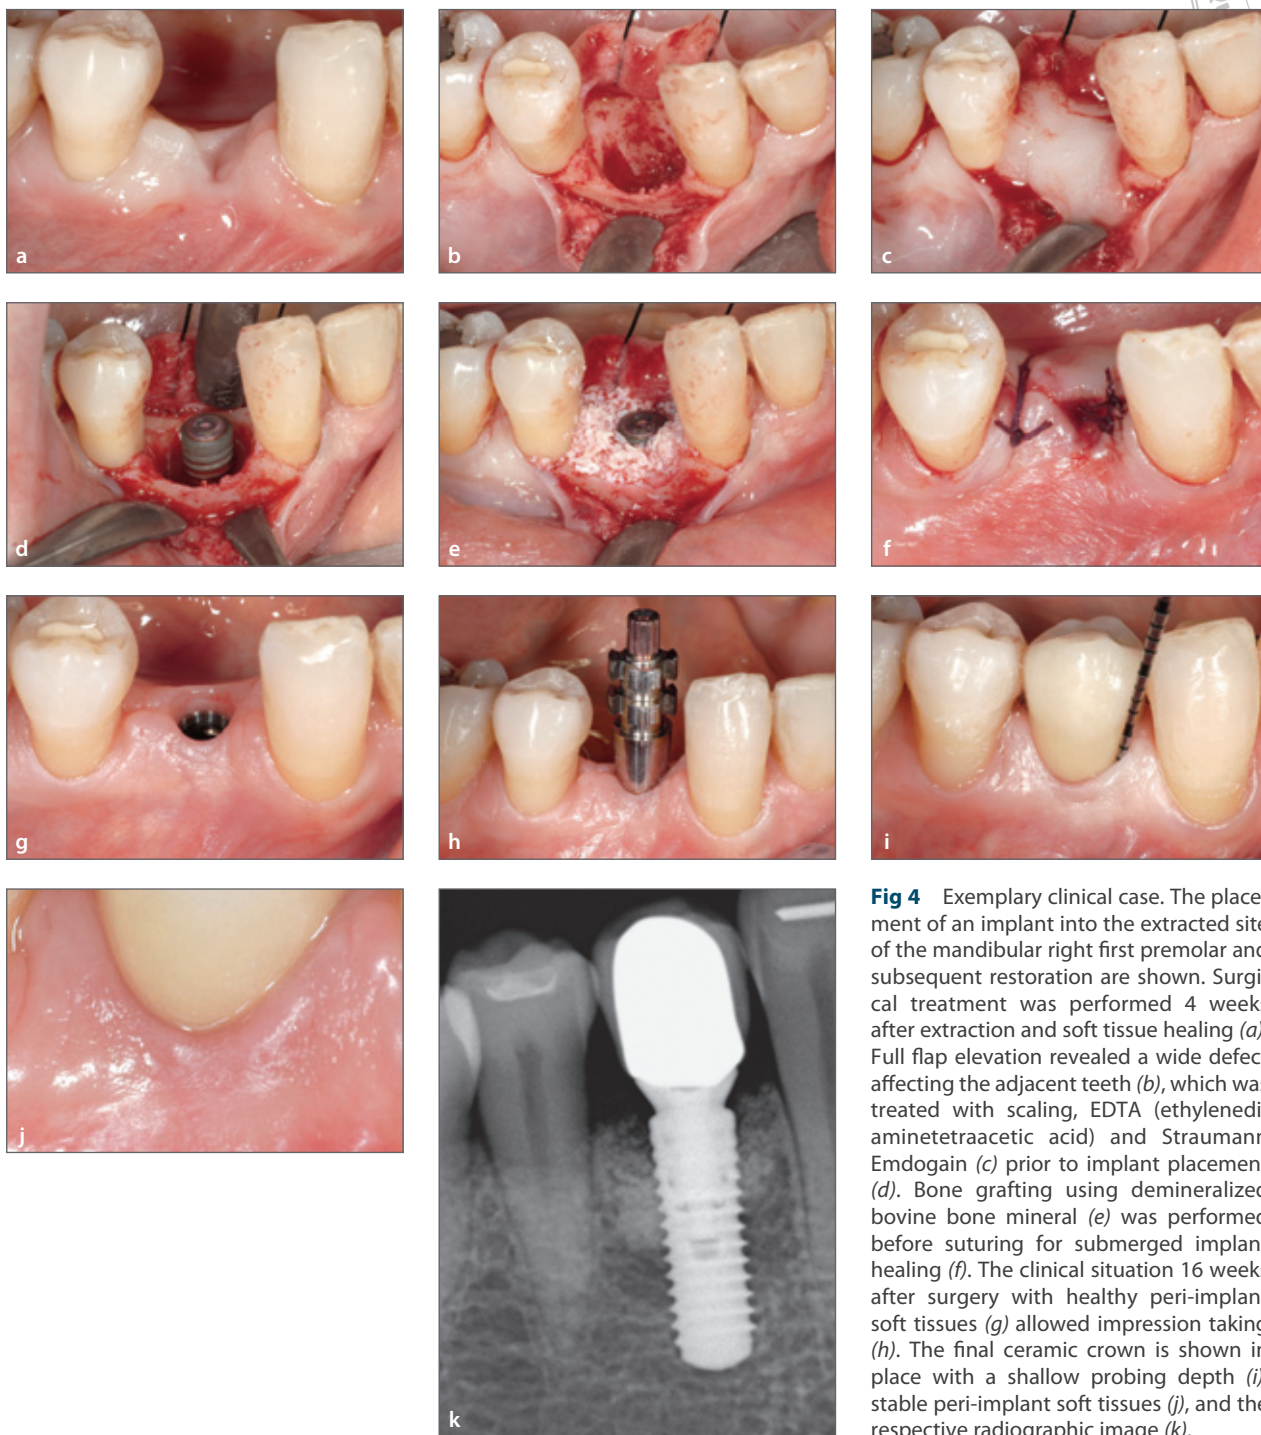 a
b
c
d
e
f
g
h
i
j
k
Fig 4 Exemplary clinical case. The place
ment of an implant into the extracted site
of the mandibular right first premolar and
subsequent restoration are shown. Surgi
cal treatment was performed 4 weeks
after extraction and soft tissue healing (a)
Full flap elevation revealed a wide defec
affecting the adjacent teeth (b), which was
treated with scaling, EDTA (ethylenedi
aminetetraacetic acid) and Straumann
Emdogain (c) prior to implant placemen
(d). Bone grafting using demineralized
bovine bone mineral (e) was performed
before suturing for submerged implan
healing (f). The clinical situation 16 weeks
after surgery with healthy peri-implan
soft tissues (g) allowed impression taking
(h). The final ceramic crown is shown in
place with a shallow probing depth (i)
stable peri-implant soft tissues (j), and the
respective radiographic image (k).